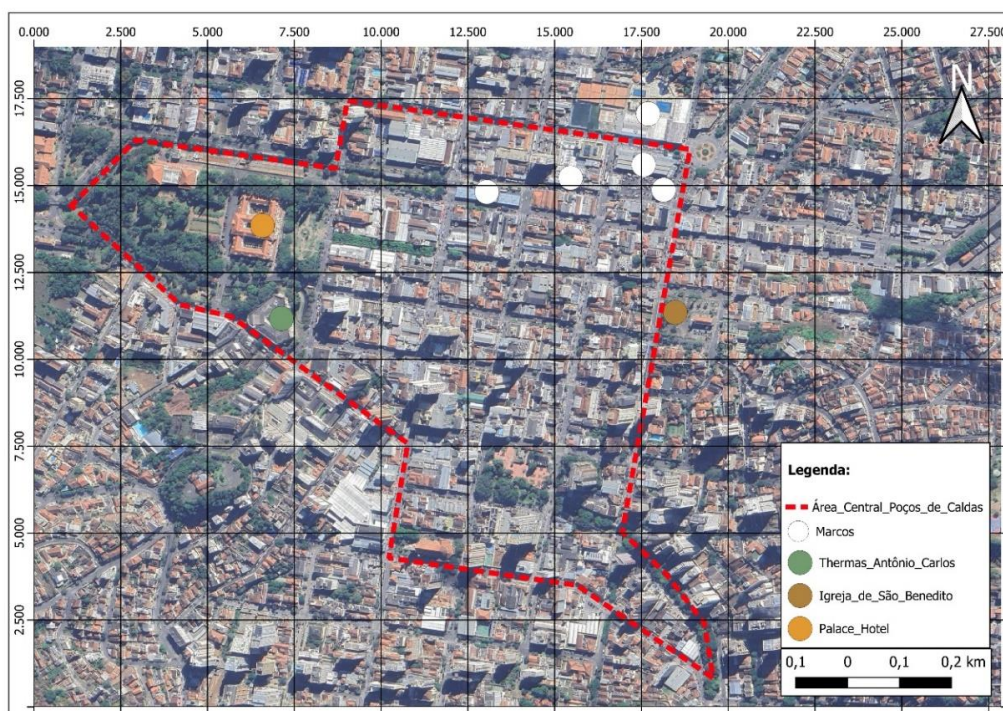 0.000 2.500 5.000 7.500 10.000 12.500 15.000 17.500 20.000 22.500 25.000 27.500
N
17.500
15.000
12.500
10.000
7.500
5.000
2.500
Legenda:
Área_Central_Poços_de_Caldas
Marcos
Thermas_Antônio_Carlos
Igreja_de_São_Benedito
Palace_Hotel
0,1 0 0,1 0,2 km